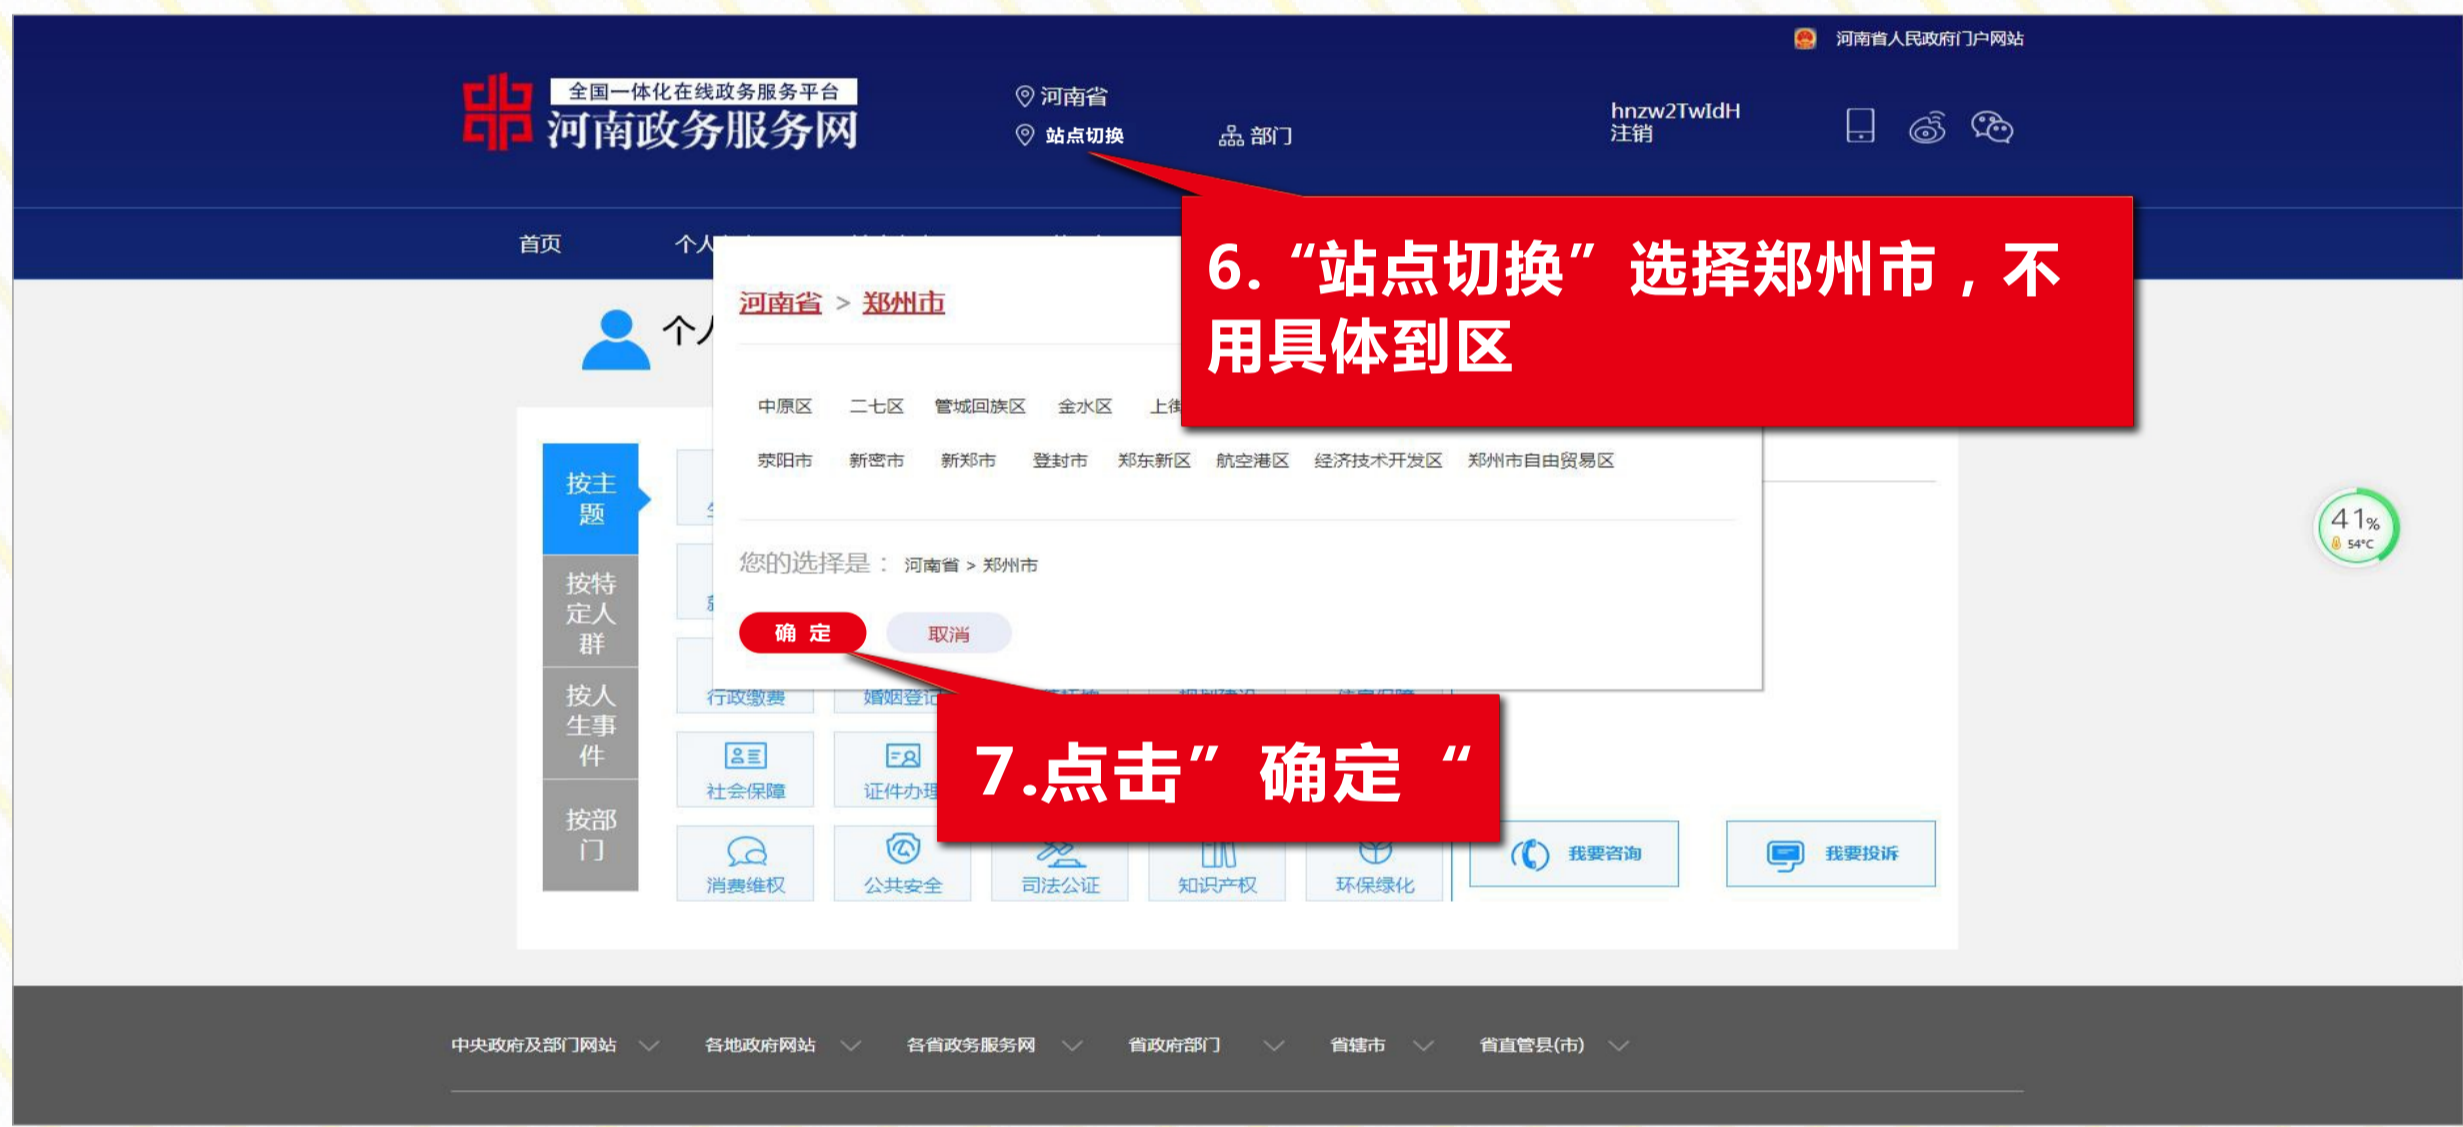 河南省人民政府门户网站
全国一体化在线政务服务平台
河南政务服务网
河南省
站点切换
部门
hnzw2TwIdH
注销
首页
个人
6.“站点切换”选择郑州市，不
用具体到区
个人
河南省 > 郑州市
中原区 二七区 管城回族区 金水区 上街
荥阳市 新密市 新郑市 登封市 郑东新区 航空港区 经济技术开发区 郑州市自由贸易区
您的选择是： 河南省 > 郑州市
确 定 取消
按主
题
按特
定人
群
按人
生事
件
按部
门
41%
54°C
行政缴费 婚姻登记
7.点击”确定“
社会保障 证件办理
消费维权 公共安全 司法公证 知识产权 环保绿化
我要咨询 我要投诉
中央政府及部门网站 各地政府网站 各省政务服务网 省政府部门 省辖市 省直管县(市)